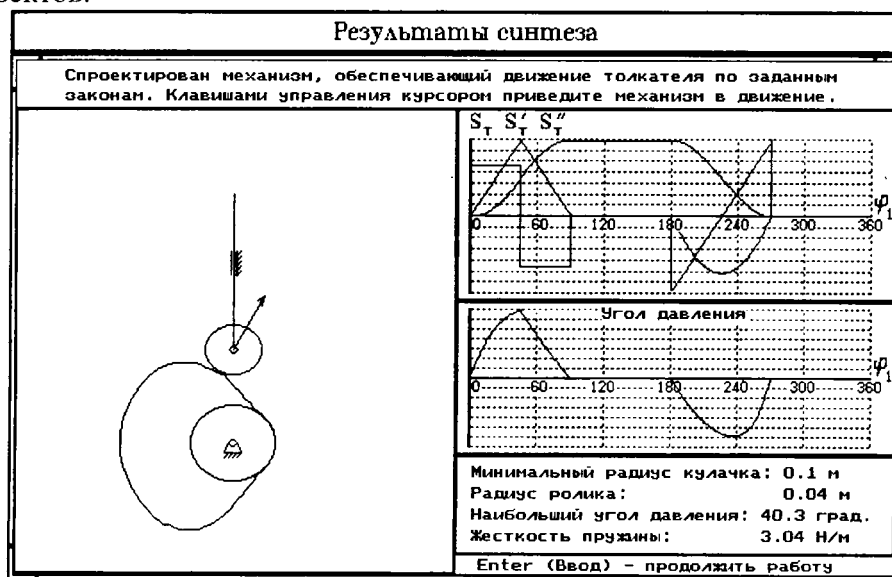 Результаты синтеза
Спроектирован механизм, обеспечивающий движение толкателя по заданным
законам. Клавишами управления курсором приведите механизм в движение.
Sт S′т S″т
φ1
0 60 120 180 240 300 360
Угол давления
φ1
0 60 120 180 240 300 360
Минимальный радиус кулачка: 0.1 м
Радиус ролика: 0.04 м
Наибольший угол давления: 40.3 град.
Жесткость пружины: 3.04 Н/м
Enter (Ввод) - продолжить работу